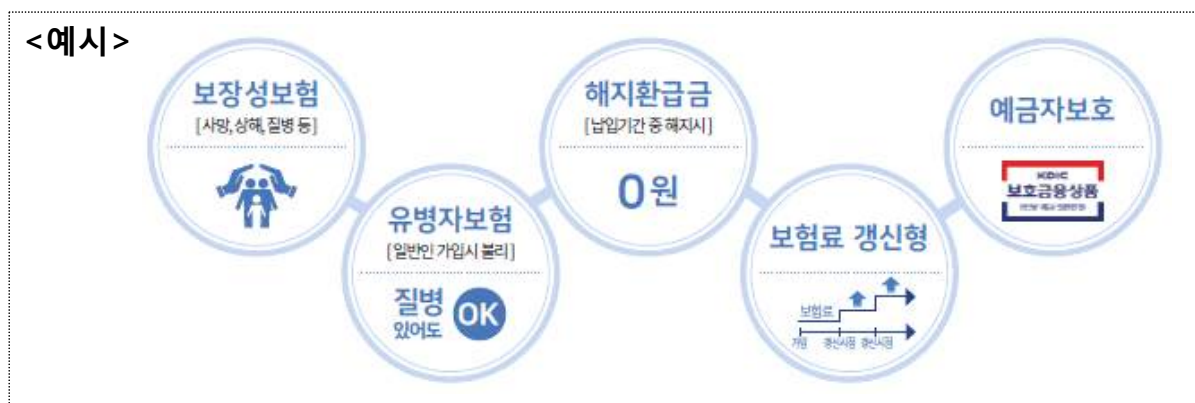 <예시>
보장성보험
[사망, 상해, 질병 등]
유병자보험
[일반인 가입시 불리]
질병
있어도
OK
해지환급금
[납입기간 중 해지시]
0원
보험료 갱신형
보험료
가입 갱신시점 갱신시점
예금자보호
KDIC
보호금융상품